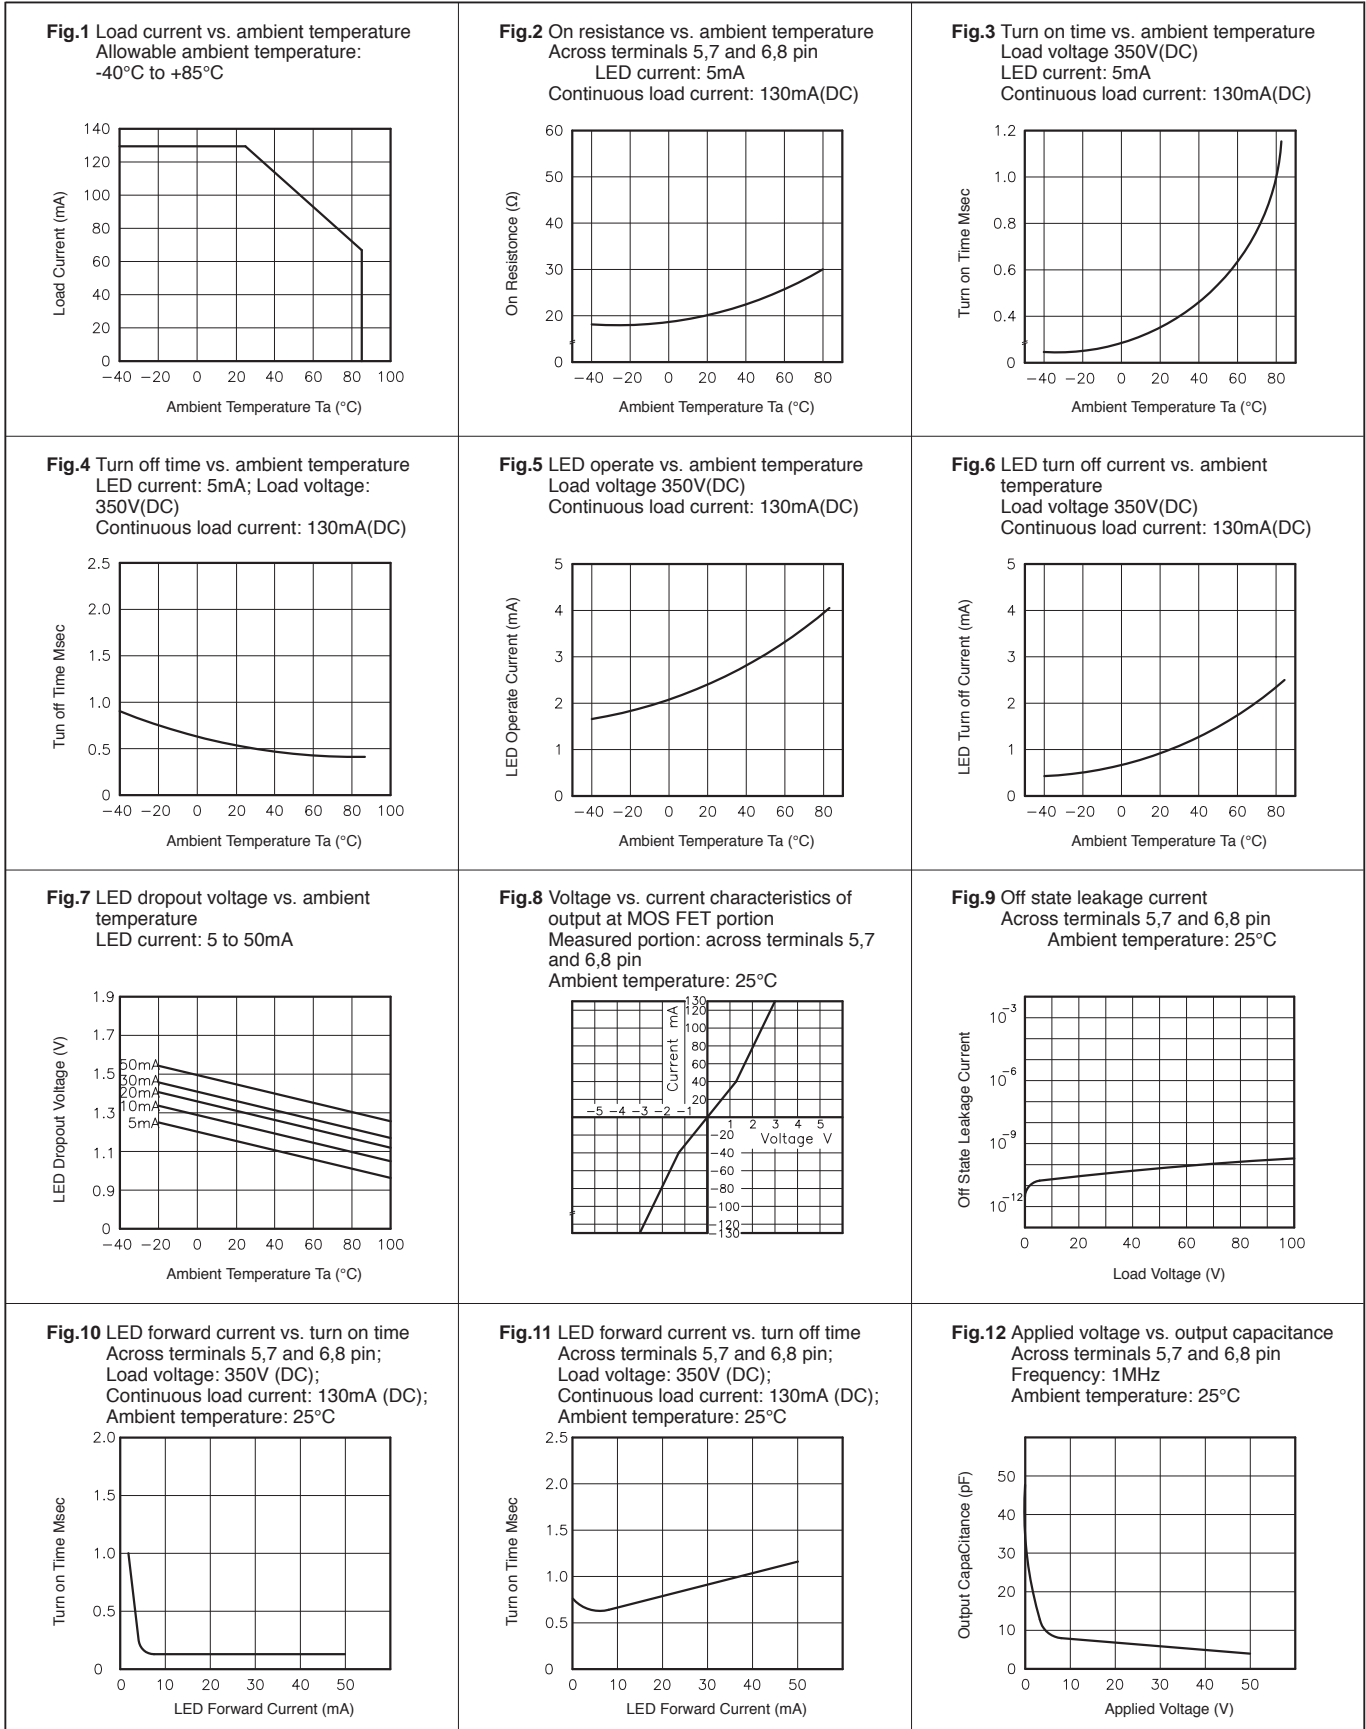 Fig.1 Load current vs. ambient temperature
Allowable ambient temperature:
-40°C to +85°C
140
120
100
80
60
40
20
0
Load Current (mA)
−40 −20 0 20 40 60 80 100
Ambient Temperature Ta (°C)
Fig.2 On resistance vs. ambient temperature
Across terminals 5,7 and 6,8 pin
LED current: 5mA
Continuous load current: 130mA(DC)
60
50
40
30
20
0
On Resistonce (Ω)
−40 −20 0 20 40 60 80
Ambient Temperature Ta (°C)
Fig.3 Turn on time vs. ambient temperature
Load voltage 350V(DC)
LED current: 5mA
Continuous load current: 130mA(DC)
1.2
1.0
0.8
0.6
0.4
0
Turn on Time Msec
−40 −20 0 20 40 60 80
Ambient Temperature Ta (°C)
Fig.4 Turn off time vs. ambient temperature
LED current: 5mA; Load voltage:
350V(DC)
Continuous load current: 130mA(DC)
2.5
2.0
1.5
1.0
0.5
0
Tun off Time Msec
−40 −20 0 20 40 60 80 100
Ambient Temperature Ta (°C)
Fig.5 LED operate vs. ambient temperature
Load voltage 350V(DC)
Continuous load current: 130mA(DC)
5
4
3
2
1
0
LED Operate Current (mA)
−40 −20 0 20 40 60 80
Ambient Temperature Ta (°C)
Fig.6 LED turn off current vs. ambient
temperature
Load voltage 350V(DC)
Continuous load current: 130mA(DC)
5
4
3
2
1
0
LED Turn off Current (mA)
−40 −20 0 20 40 60 80
Ambient Temperature Ta (°C)
Fig.7 LED dropout voltage vs. ambient
temperature
LED current: 5 to 50mA
1.9
1.7
1.5
1.3
1.1
0.9
0
LED Dropout Voltage (V)
50mA
30mA
20mA
10mA
5mA
−40 −20 0 20 40 60 80 100
Ambient Temperature Ta (°C)
Fig.8 Voltage vs. current characteristics of
output at MOS FET portion
Measured portion: across terminals 5,7
and 6,8 pin
Ambient temperature: 25°C
130
120
100
80
60
40
20
Current mA
−5 −4 −3 −2 −1
1 2 3 4 5
Voltage V
−20
−40
−60
−80
−100
−120
−130
Fig.9 Off state leakage current
Across terminals 5,7 and 6,8 pin
Ambient temperature: 25°C
10-3
10-6
10-9
10-12
Off State Leakage Current
0 20 40 60 80 100
Load Voltage (V)
Fig.10 LED forward current vs. turn on time
Across terminals 5,7 and 6,8 pin;
Load voltage: 350V (DC);
Continuous load current: 130mA (DC);
Ambient temperature: 25°C
2.0
1.5
1.0
0.5
0
Turn on Time Msec
0 10 20 30 40 50
LED Forward Current (mA)
Fig.11 LED forward current vs. turn off time
Across terminals 5,7 and 6,8 pin;
Load voltage: 350V (DC);
Continuous load current: 130mA (DC);
Ambient temperature: 25°C
2.5
2.0
1.5
1.0
0.5
0
Turn on Time Msec
0 10 20 30 40 50
LED Forward Current (mA)
Fig.12 Applied voltage vs. output capacitance
Across terminals 5,7 and 6,8 pin
Frequency: 1MHz
Ambient temperature: 25°C
50
40
30
20
10
0
Output CapaCitance (pF)
0 10 20 30 40 50
Applied Voltage (V)